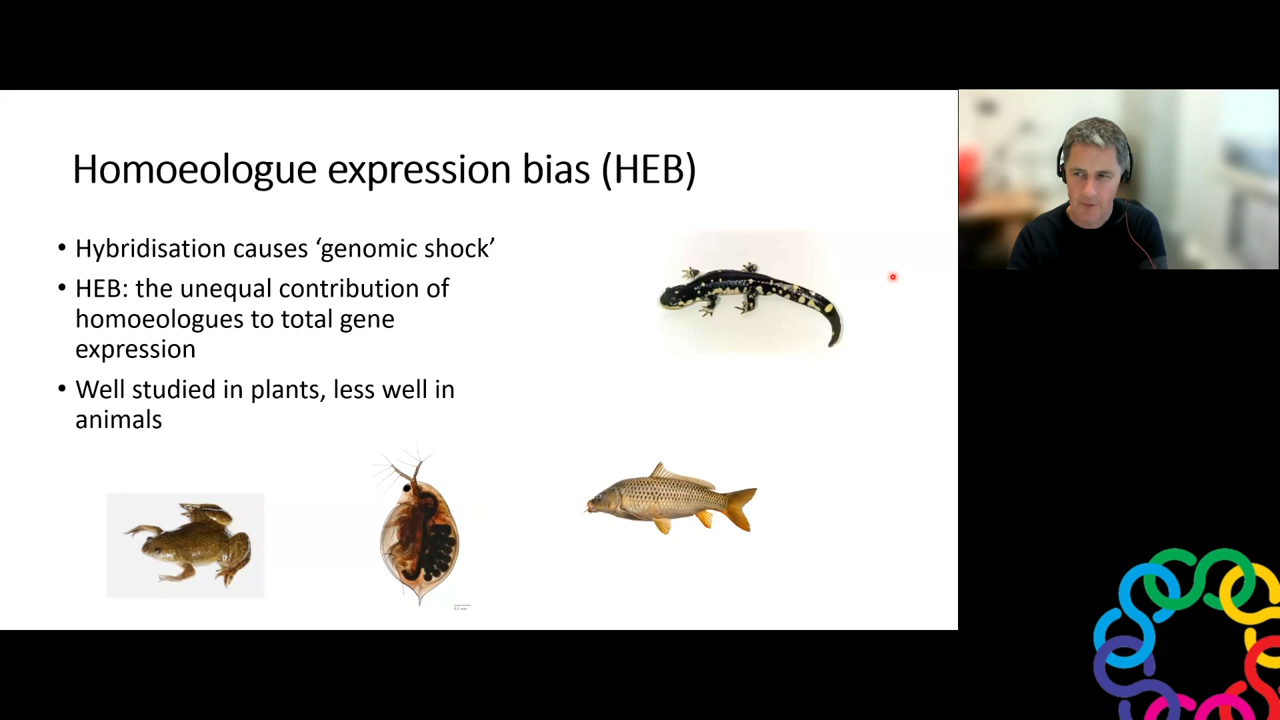 Homoeologue expression bias (HEB)
• Hybridisation causes ‘genomic shock’
• HEB: the unequal contribution of
homoeologues to total gene
expression
• Well studied in plants, less well in
animals